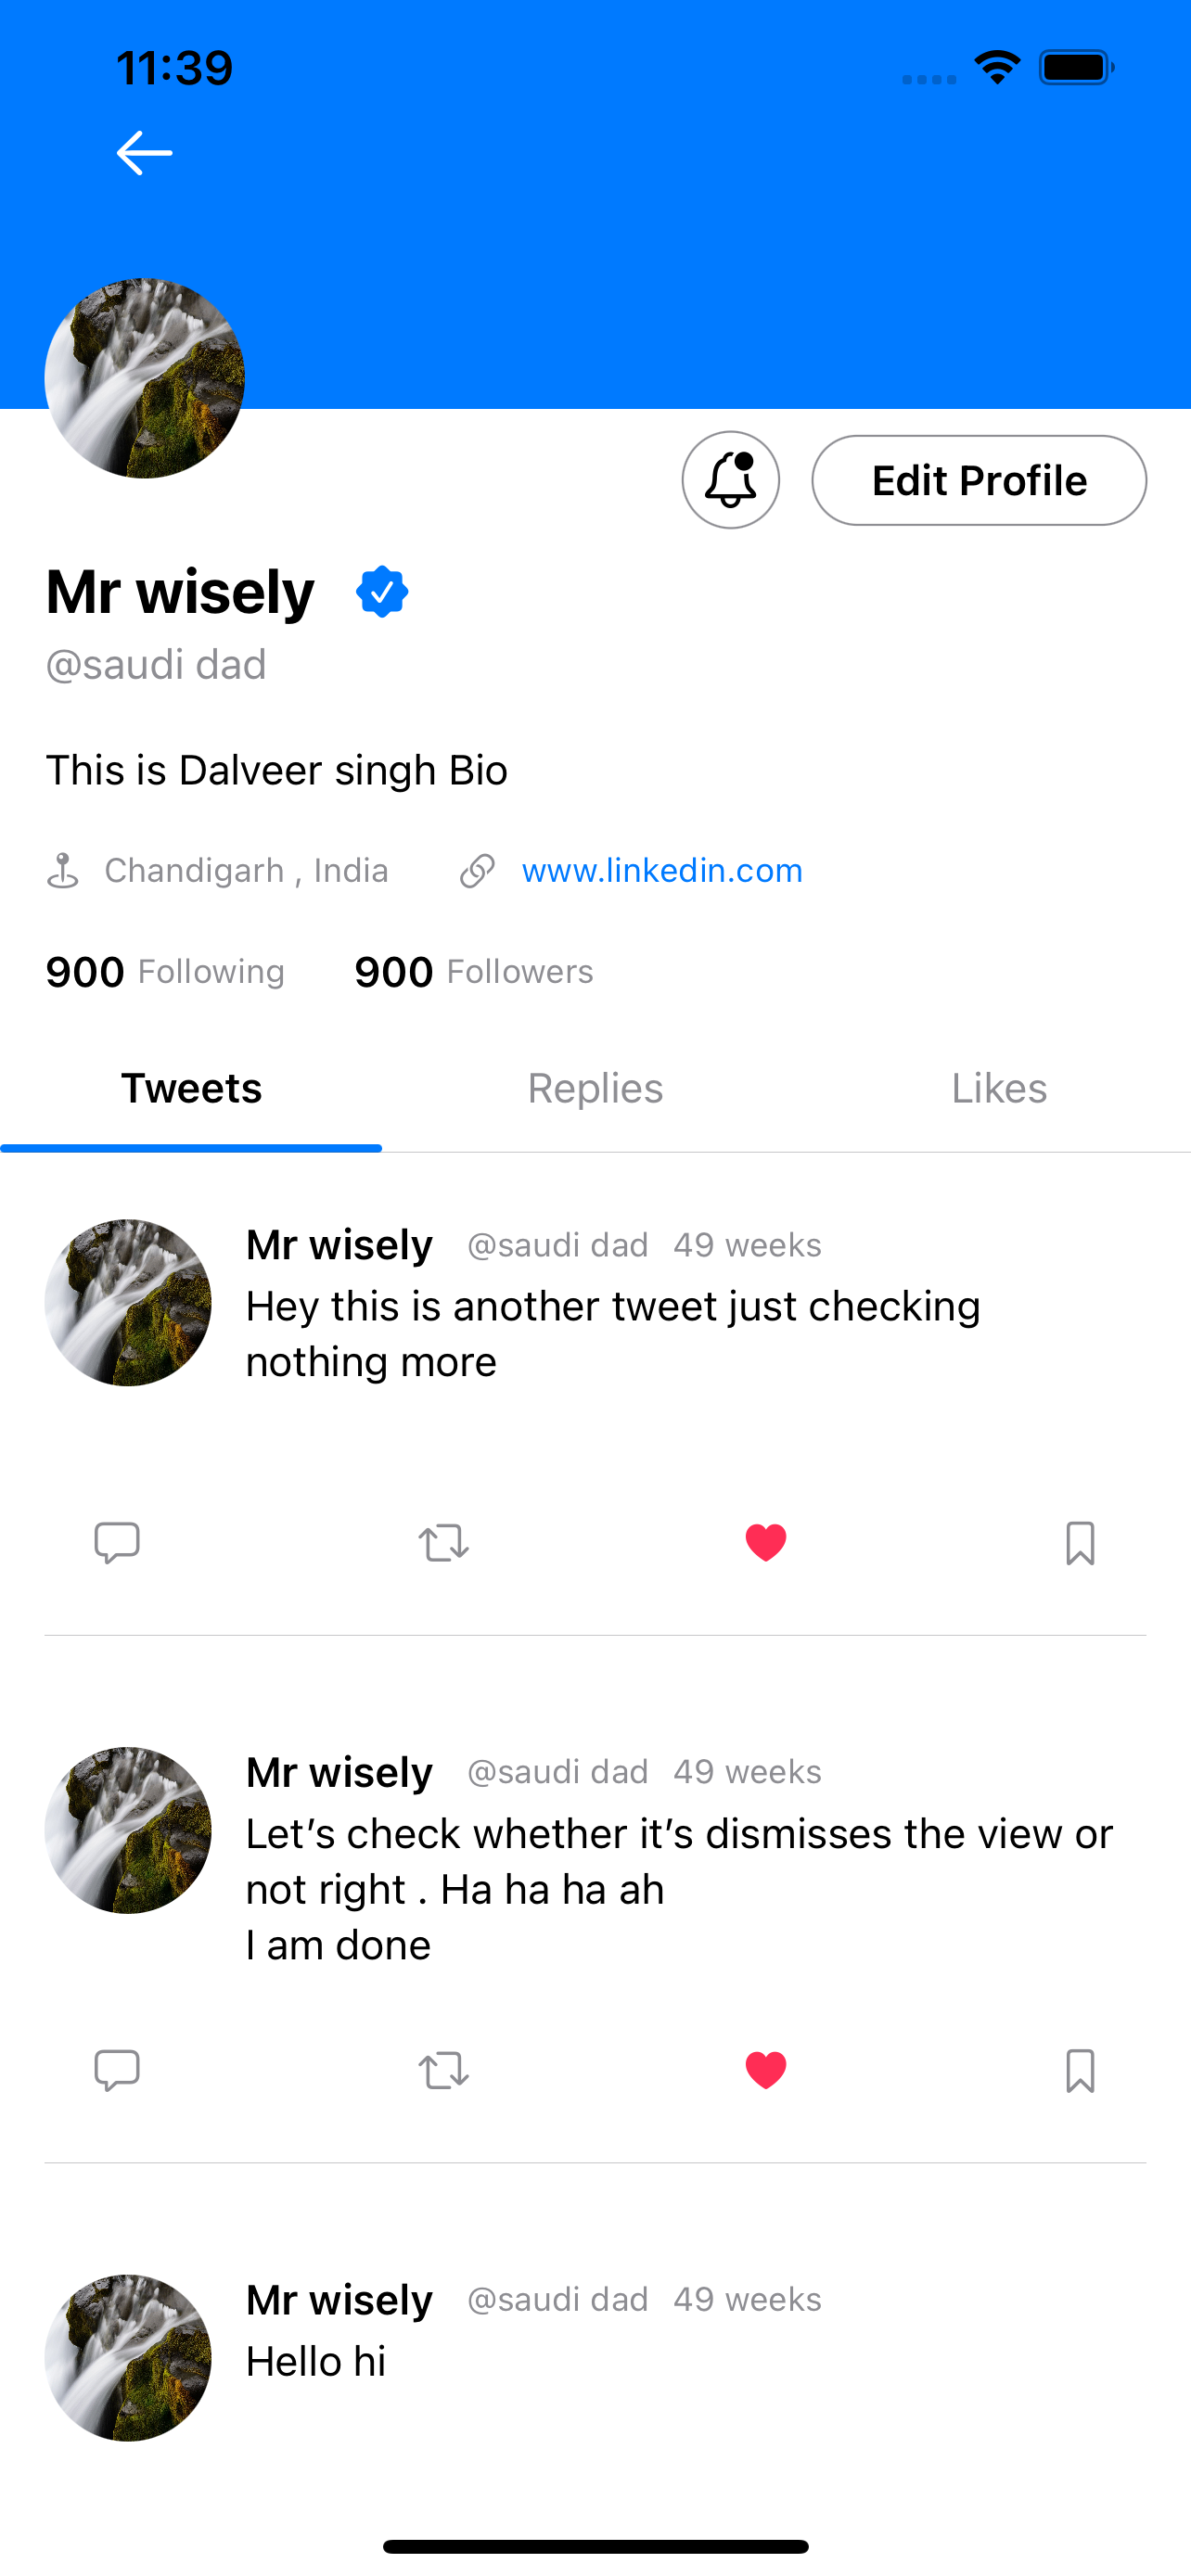 11:39
Edit Profile
Mr wisely
@saudi dad
This is Dalveer singh Bio
Chandigarh , India www.linkedin.com
900 Following 900 Followers
Tweets Replies Likes
Mr wisely @saudi dad 49 weeks
Hey this is another tweet just checking
nothing more
Mr wisely @saudi dad 49 weeks
Let’s check whether it’s dismisses the view or
not right . Ha ha ha ah
I am done
Mr wisely @saudi dad 49 weeks
Hello hi